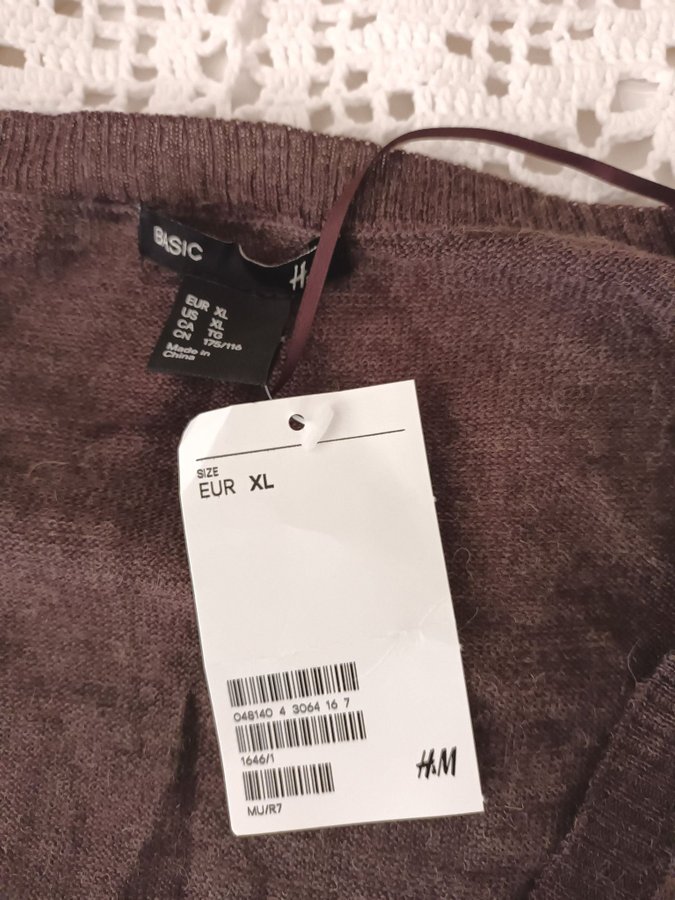 BASIC
H
EUR XL
US XL
CA TG
CN 175/116
Made in
China
SIZE
EUR XL
048140 4 3064 16 7
1646/1
MU/R7
H&M